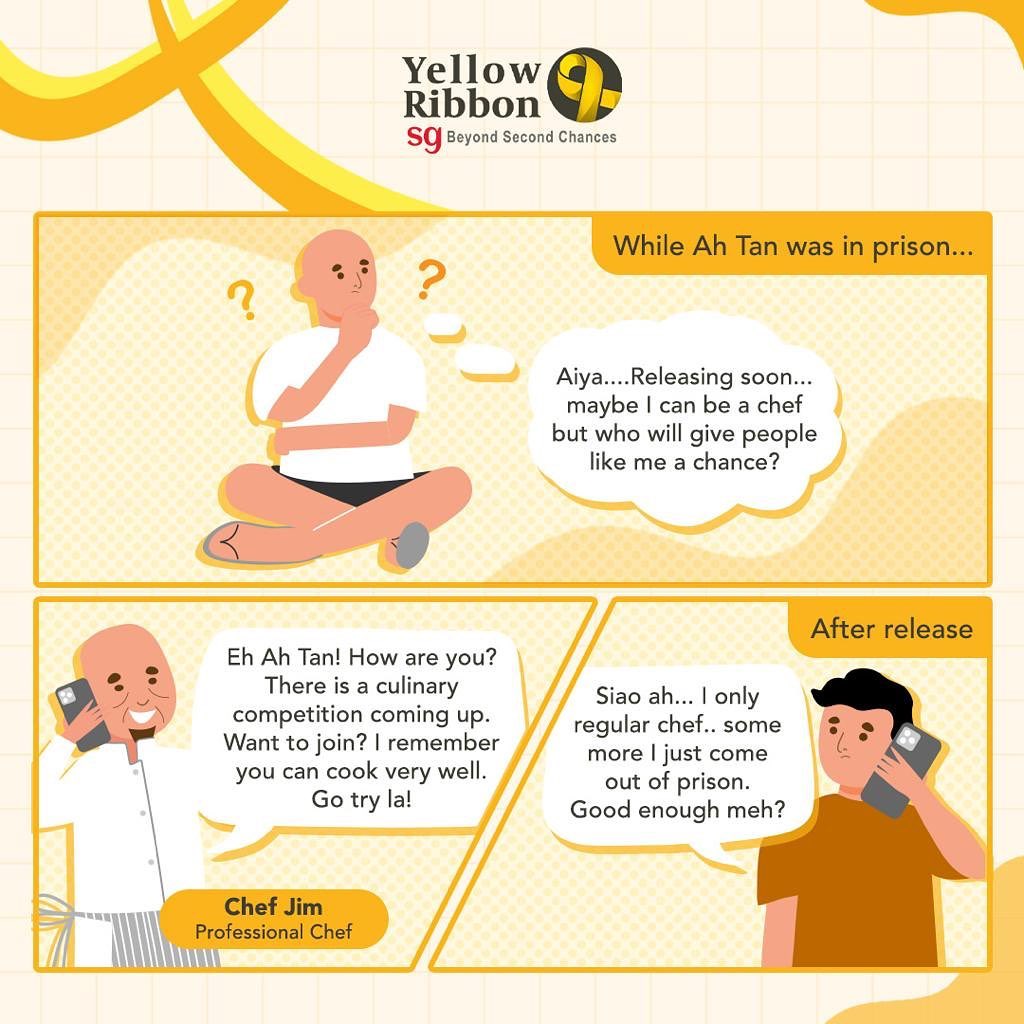 Yellow
Ribbon
sg Beyond Second Chances
While Ah Tan was in prison...
?
?
Aiya....Releasing soon...
maybe I can be a chef
but who will give people
like me a chance?
Eh Ah Tan! How are you?
There is a culinary
competition coming up.
Want to join? I remember
you can cook very well.
Go try la!
Chef Jim
Professional Chef
After release
Siao ah... I only
regular chef.. some
more I just come
out of prison.
Good enough meh?